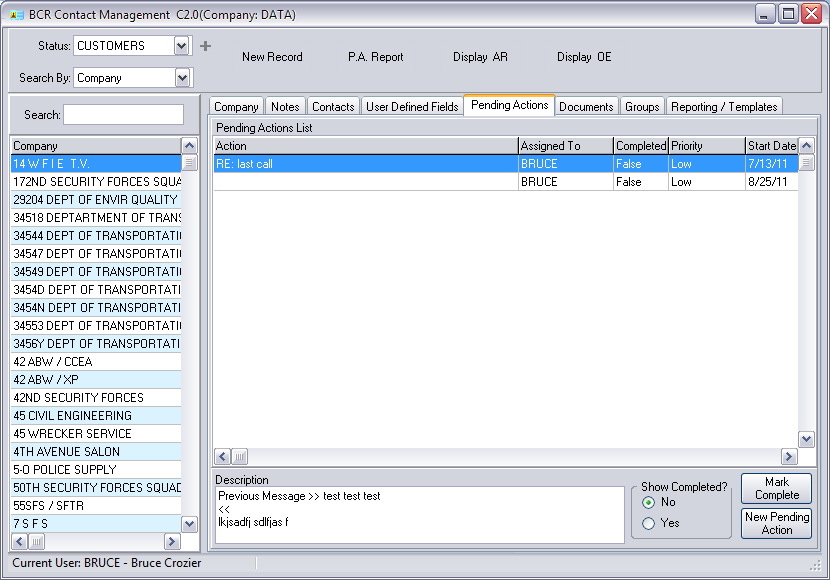 BCR Contact Management C2.0(Company: DATA)
Status: CUSTOMERS
New Record P.A. Report Display AR Display OE
Search By: Company
Search:
Company Notes Contacts User Defined Fields Pending Actions Documents Groups Reporting / Templates
Pending Actions List
Company
14 W F I E T.V.
172ND SECURITY FORCES SQUA
29204 DEPT OF ENVIR QUALITY
34518 DEPTARTMENT OF TRANS
34544 DEPT OF TRANSPORTATI
34547 DEPT OF TRANSPORTATI
34549 DEPT OF TRANSPORTATI
3454D DEPT OF TRANSPORTATI
3454N DEPT OF TRANSPORTATI
34553 DEPT OF TRANSPORTATI
3456Y DEPT OF TRANSPORTATI
42 ABW / CCEA
42 ABW / XP
42ND SECURITY FORCES
45 CIVIL ENGINEERING
45 WRECKER SERVICE
4TH AVENUE SALON
5-0 POLICE SUPPLY
50TH SECURITY FORCES SQUAD
55SFS / SFTR
7 S F S
Action Assigned To Completed Priority Start Date
RE: last call BRUCE False Low 7/13/11
BRUCE False Low 8/25/11
Description
Previous Message >> test test test
<<
lkjsadfj sdlfjas f
Show Completed?
No
Yes
Mark
Complete
New Pending
Action
Current User: BRUCE - Bruce Crozier